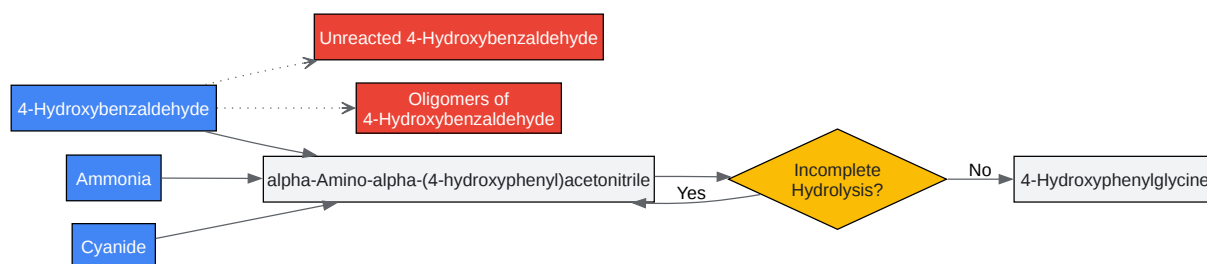 Unreacted 4-Hydroxybenzaldehyde
4-Hydroxybenzaldehyde
Oligomers of
4-Hydroxybenzaldehyde
Ammonia
alpha-Amino-alpha-(4-hydroxyphenyl)acetonitrile
Yes
Incomplete
Hydrolysis?
No
4-Hydroxyphenylglycine
Cyanide